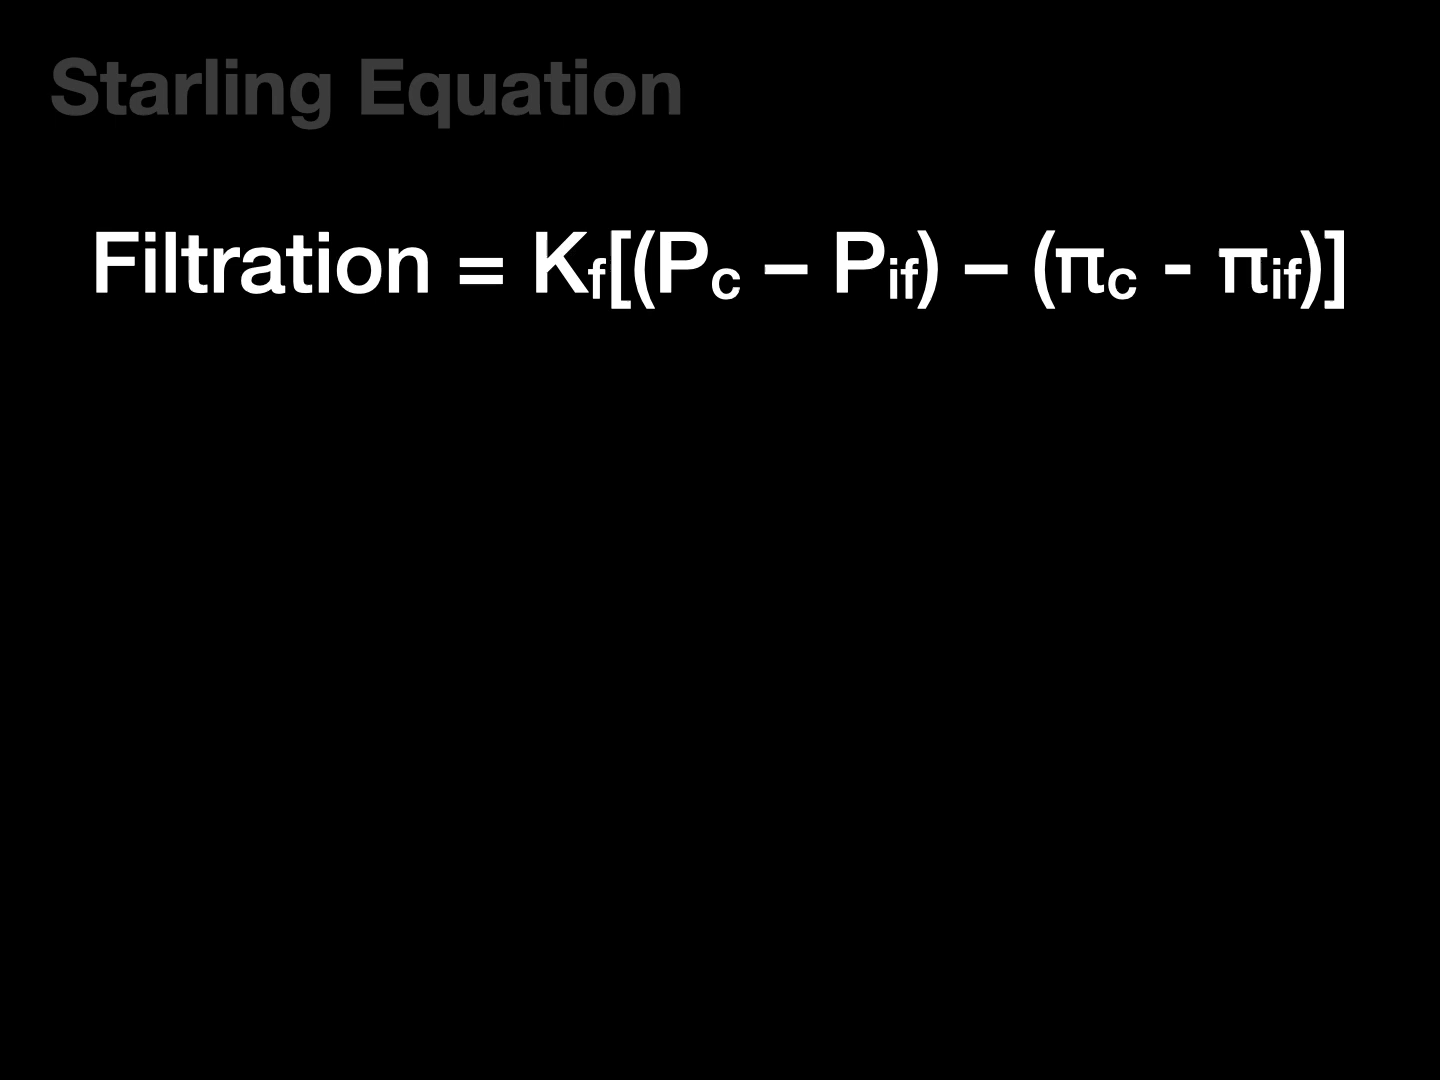 Starling Equation
Filtration = Kf[(Pc – Pif) – (πc - πif)]